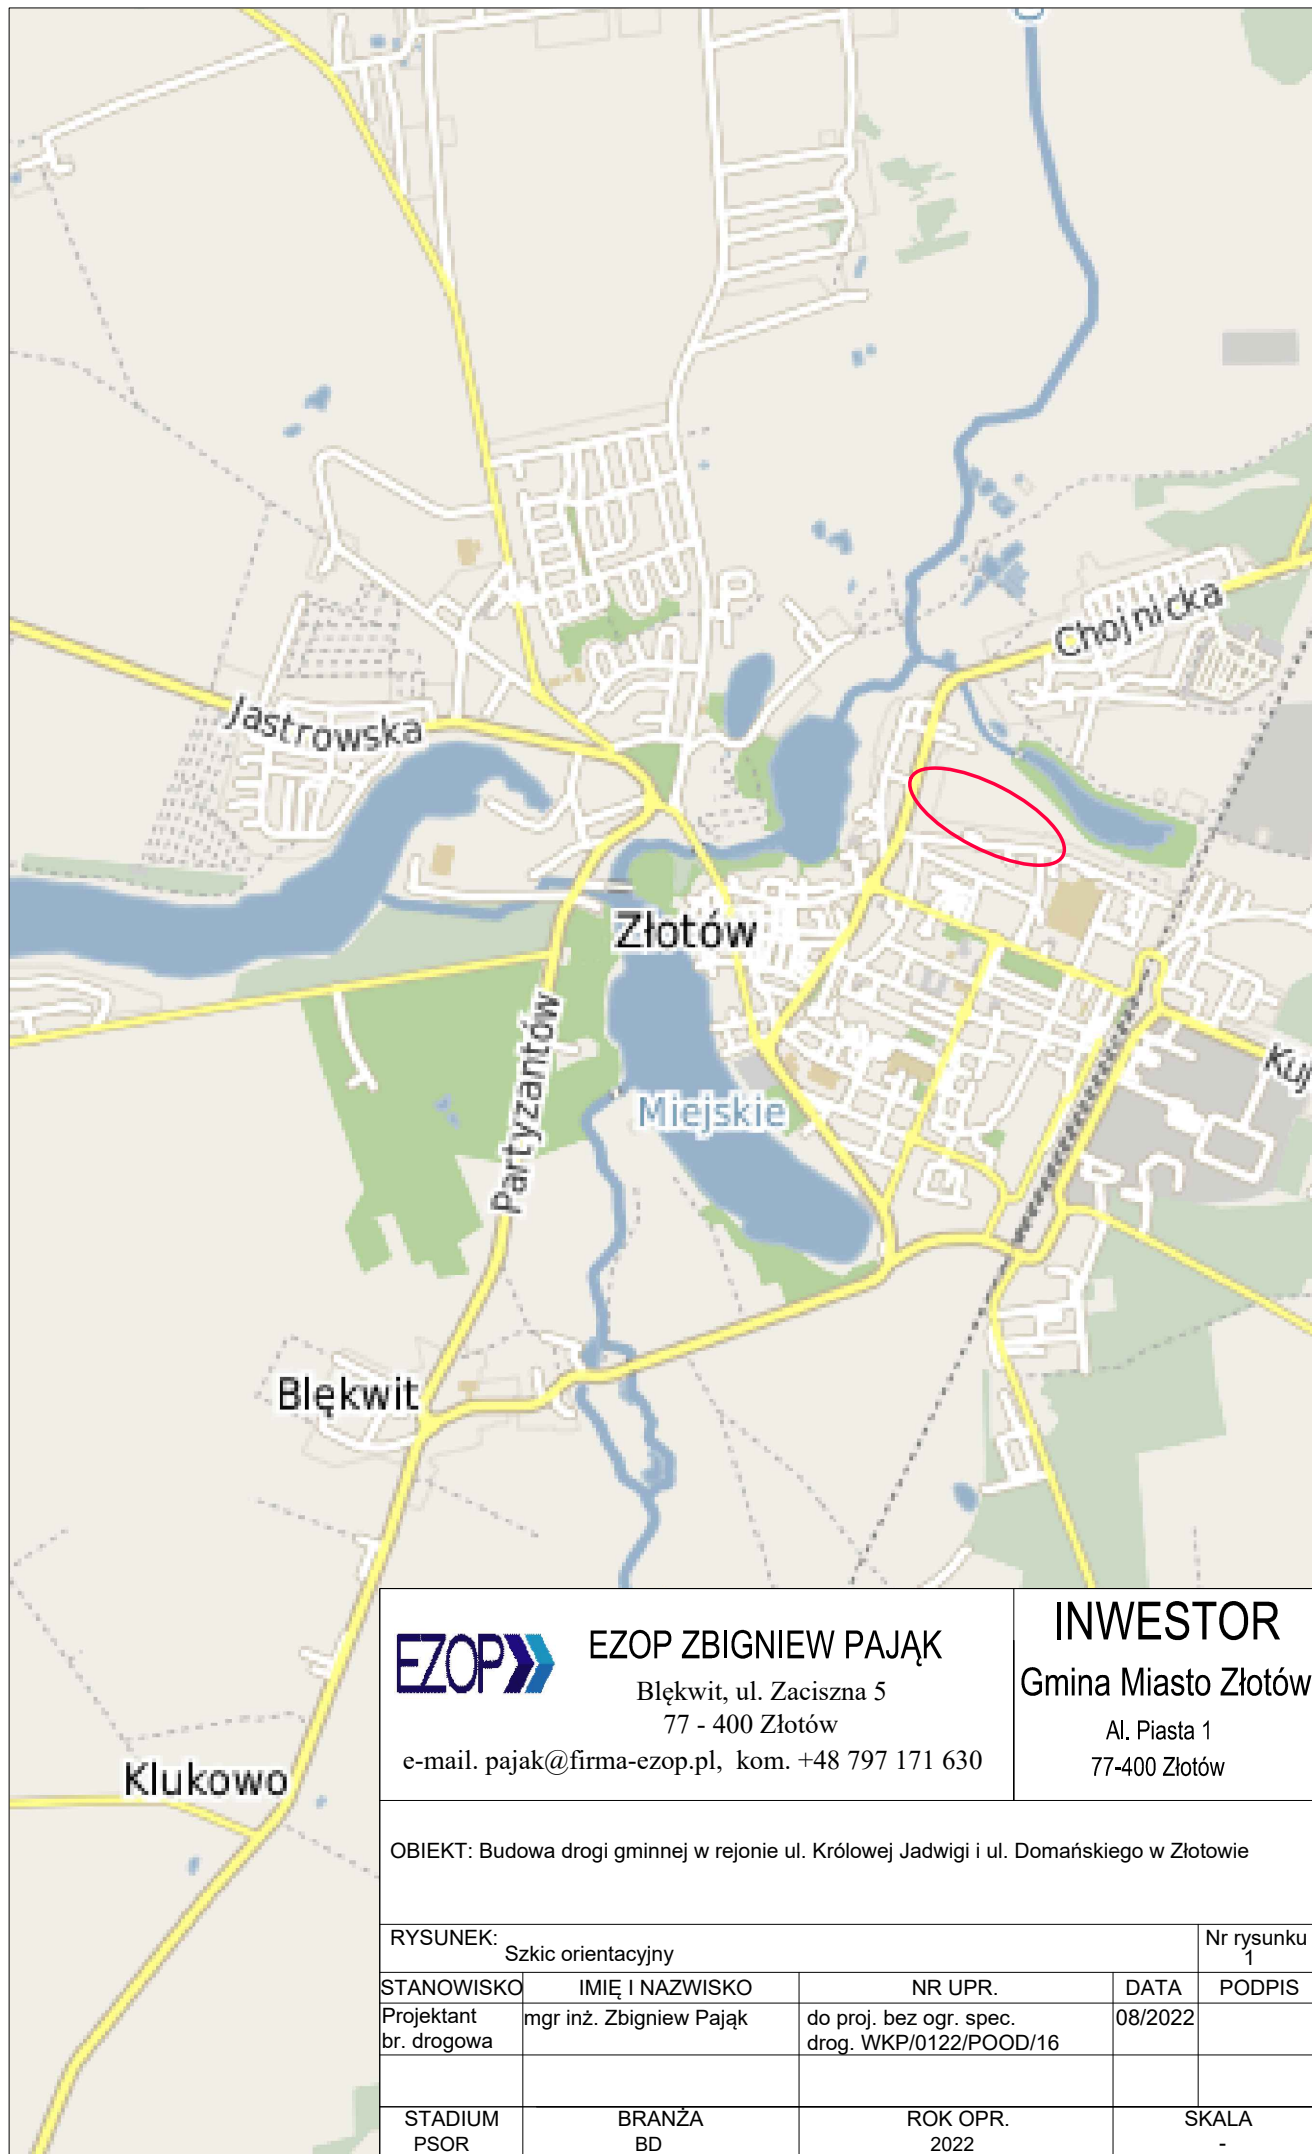 Chojnicka
Jastrowska
Złotów
Partyzantów
Miejskie
Kuj
Blękwit
Klukowo
EZOP
EZOP ZBIGNIEW PAJĄK
Blękwit, ul. Zaciszna 5
77 - 400 Złotów
e-mail. pajak@firma-ezop.pl, kom. +48 797 171 630
INWESTOR
Gmina Miasto Złotów
Al. Piasta 1
77-400 Złotów
OBIEKT: Budowa drogi gminnej w rejonie ul. Królowej Jadwigi i ul. Domańskiego w Złotowie
RYSUNEK:
Szkic orientacyjny
Nr rysunku
1
STANOWISKO IMIĘ I NAZWISKO NR UPR. DATA PODPIS
Projektant mgr inż. Zbigniew Pająk do proj. bez ogr. spec. 08/2022
br. drogowa drog. WKP/0122/POOD/16
STADIUM BRANŻA ROK OPR. SKALA
PSOR BD 2022 -